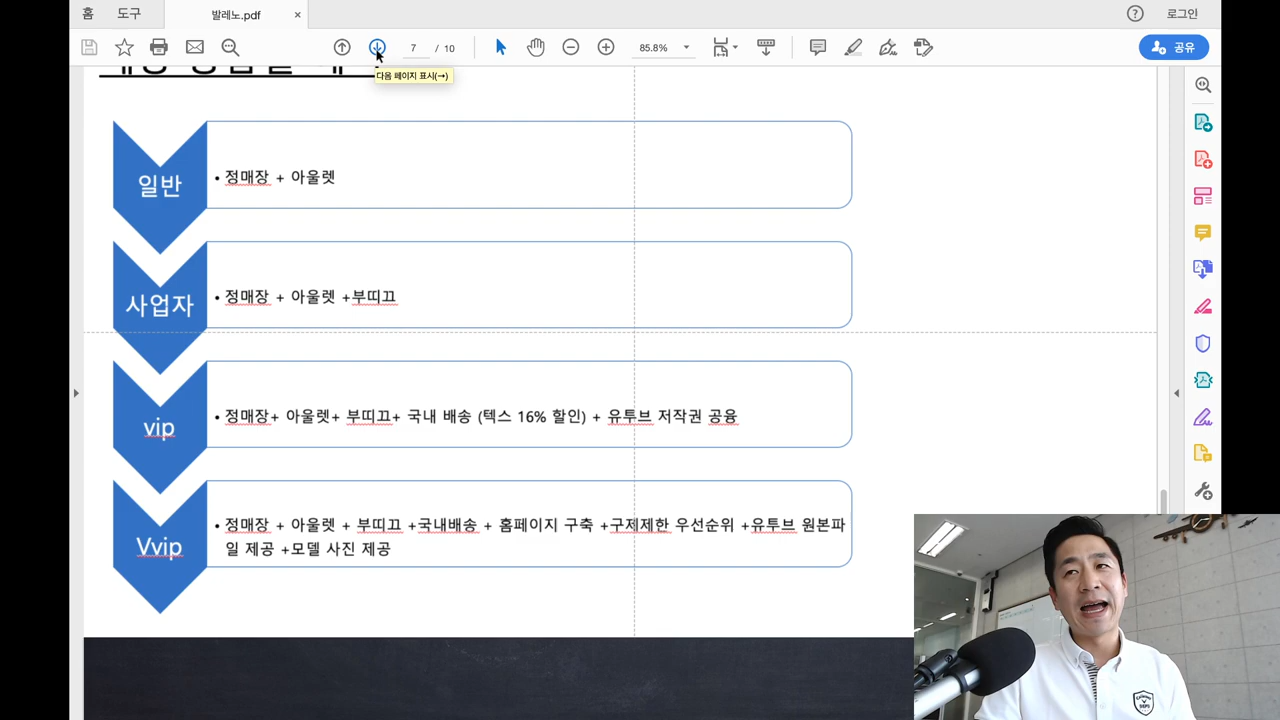 홈 도구 발레노.pdf × ? 로그인
7 / 10 85.8% 공유
다음 페이지 표시(→)
일반
• 정매장 + 아울렛
사업자
• 정매장 + 아울렛 +부띠끄
vip
• 정매장+ 아울렛+ 부띠끄+ 국내 배송 (텍스 16% 할인) + 유투브 저작권 공융
Vvip
• 정매장 + 아울렛 + 부띠끄 +국내배송 + 홈페이지 구축 +구제제한 우선순위 +유투브 원본파
일 제공 +모델 사진 제공